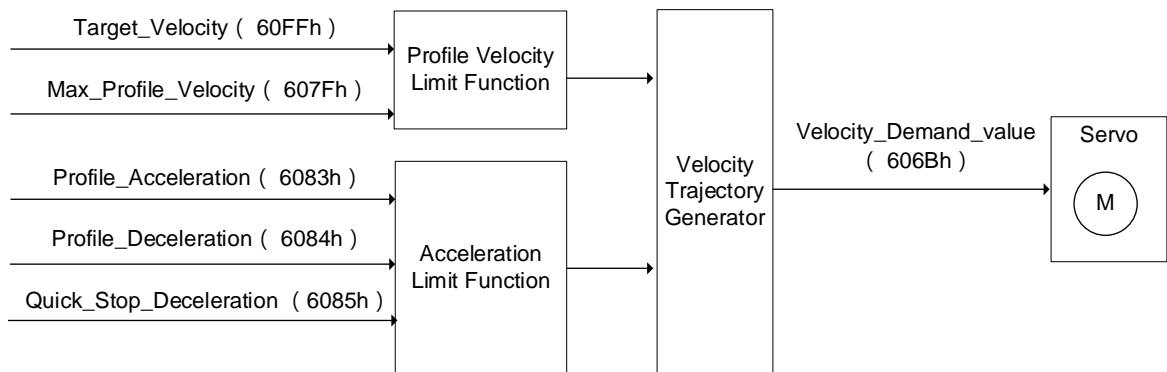 Target_Velocity ( 60FFh )
Max_Profile_Velocity ( 607Fh )
Profile Velocity
Limit Function
Profile_Acceleration ( 6083h )
Profile_Deceleration ( 6084h )
Quick_Stop_Deceleration ( 6085h )
Acceleration
Limit Function
Velocity
Trajectory
Generator
Velocity_Demand_value
( 606Bh )
Servo
M